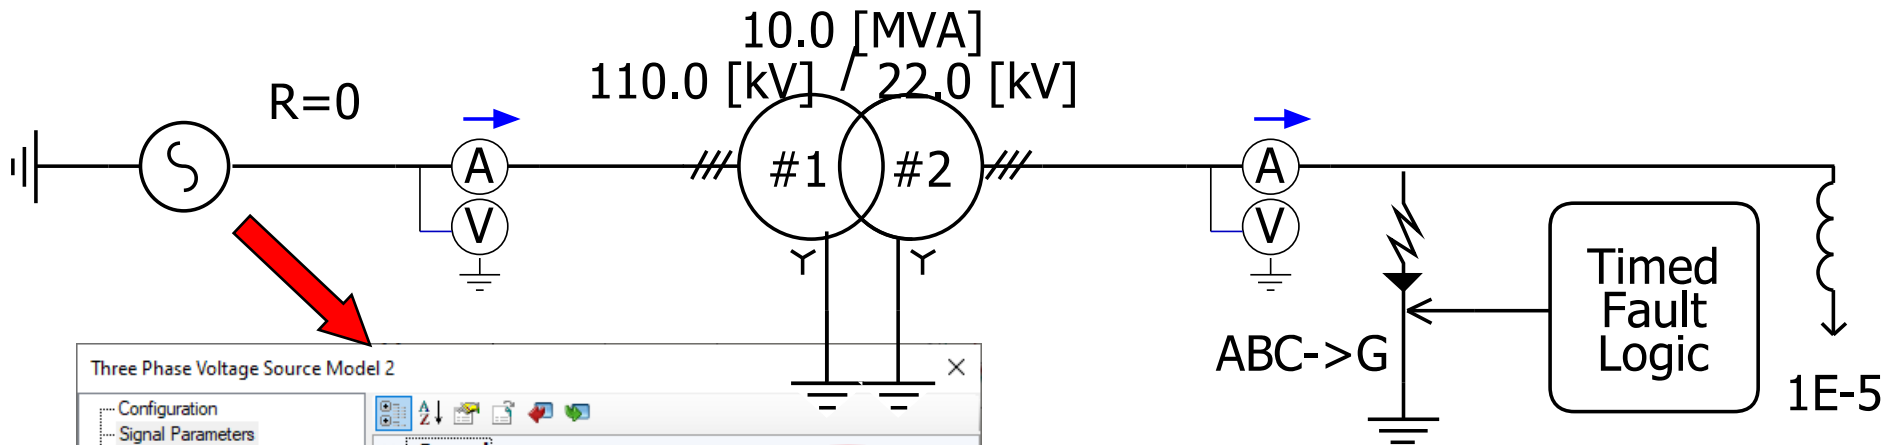 10.0 [MVA]
110.0 [kV] / 22.0 [kV]
R=0
A
V
#1
#2
A
V
Timed
Fault
Logic
ABC->G
1E-5
Three Phase Voltage Source Model 2
Configuration
Signal Parameters